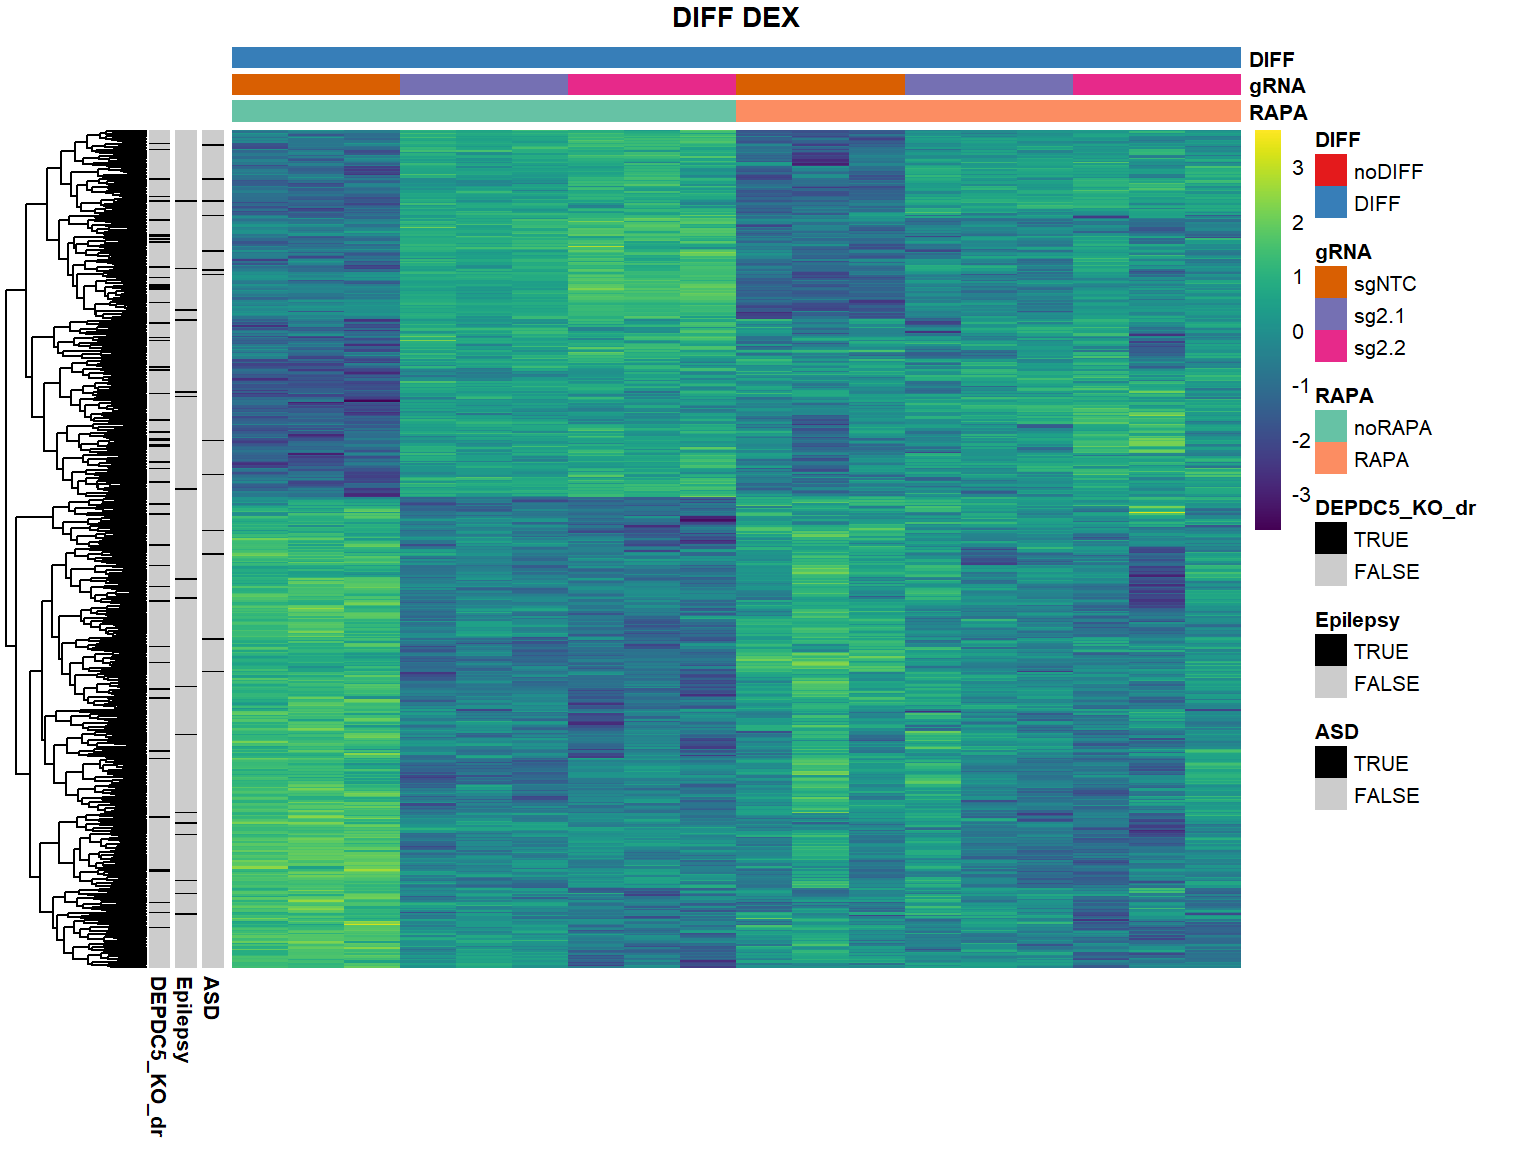 DIFF DEX
DIFF
gRNA
RAPA
3
2
1
0
-1
-2
-3
DIFF
noDIFF
DIFF
gRNA
sgNTC
sg2.1
sg2.2
RAPA
noRAPA
RAPA
DEPDC5_KO_dr
TRUE
FALSE
Epilepsy
TRUE
FALSE
ASD
TRUE
FALSE
DEPDC5_KO_dr
Epilepsy
ASD